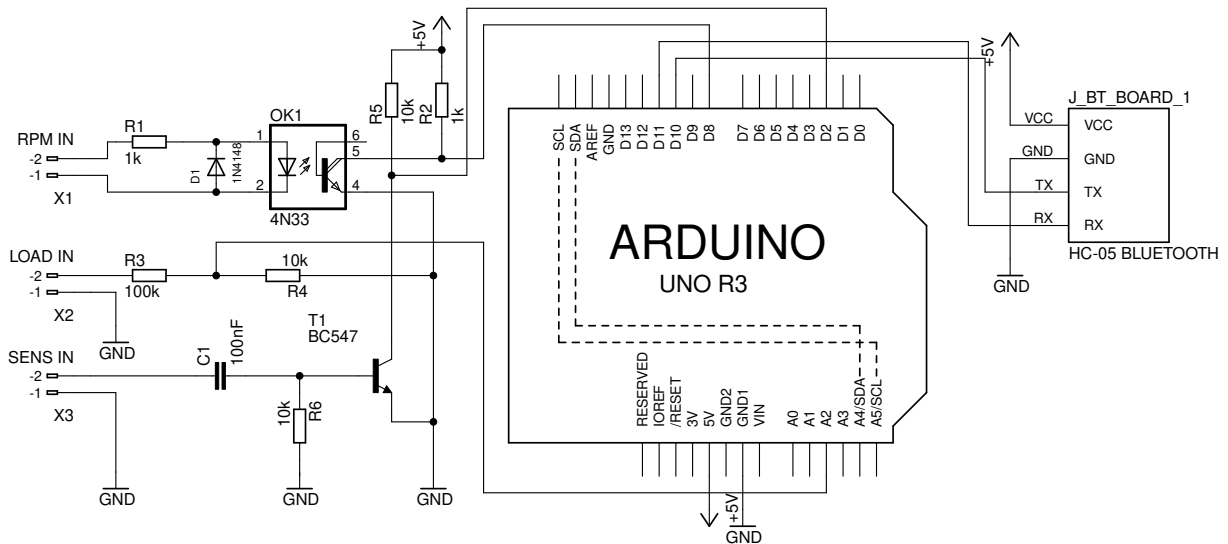 +5V
R5
10k
R2
1k
OK1
RPM IN
-2
-1
X1
R1
1k
D1
1N4148
1
2
6
5
4
4N33
LOAD IN
-2
-1
X2
R3
100k
10k
R4
GND
SENS IN
-2
-1
X3
C1
100nF
T1
BC547
10k
R6
GND
GND
GND
SCL
SDA
AREF
GND
D13
D12
D11
D10
D9
D8
D7
D6
D5
D4
D3
D2
D1
D0
ARDUINO
UNO R3
RESERVED
IOREF
/RESET
3V
5V
GND2
GND1
VIN
A0
A1
A2
A3
A4/SDA
A5/SCL
+5V
GND
+5V
J_BT_BOARD_1
VCC
VCC
GND
GND
TX
TX
RX
RX
HC-05 BLUETOOTH
GND